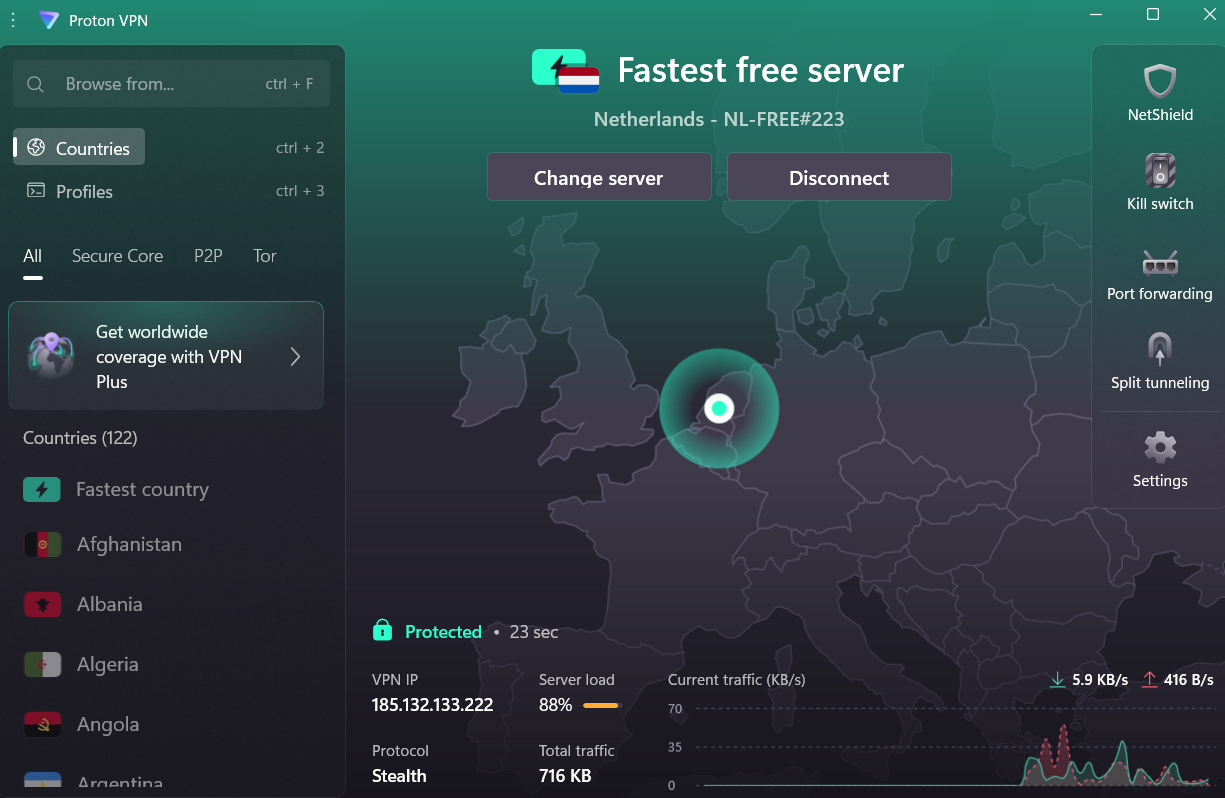 Proton VPN
Browse from...
ctrl + F
Countries
ctrl + 2
Profiles
ctrl + 3
All
Secure Core
P2P
Tor
Get worldwide
coverage with VPN
Plus
Countries (122)
Fastest country
Afghanistan
Albania
Algeria
Angola
Argentina
Fastest free server
Netherlands - NL-FREE#223
Change server
Disconnect
Protected • 23 sec
VPN IP
185.132.133.222
Server load
88%
Protocol
Stealth
Total traffic
716 KB
Current traffic (KB/s)
5.9 KB/s
416 B/s
70
35
0
NetShield
Kill switch
Port forwarding
Split tunneling
Settings